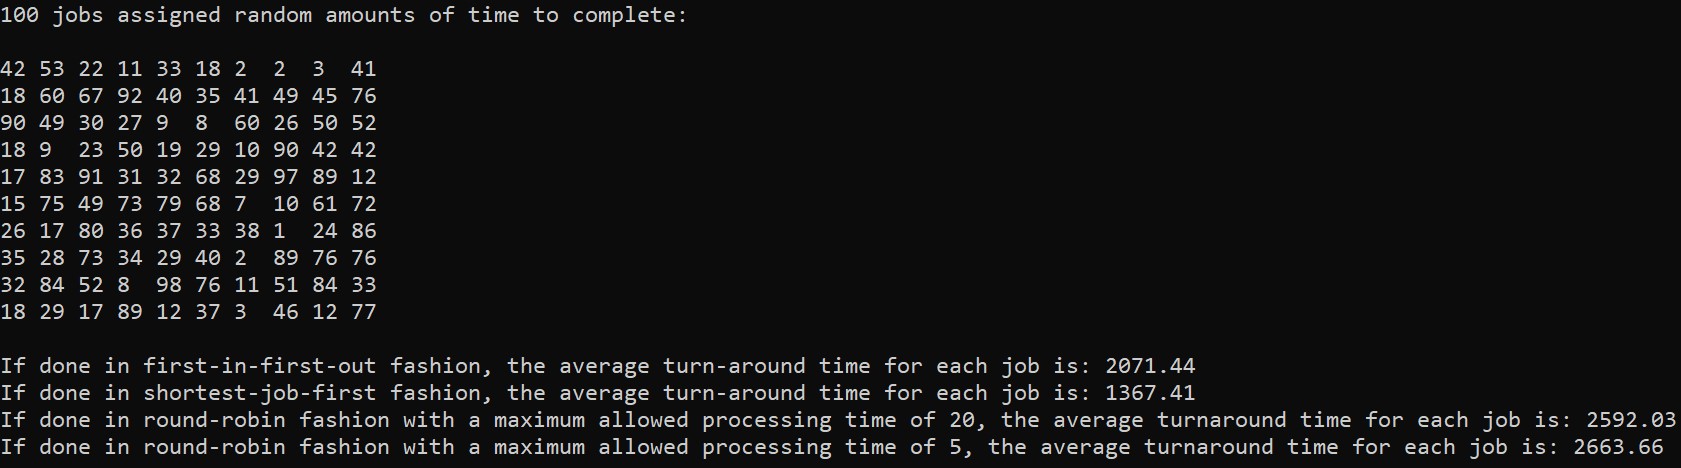 100 jobs assigned random amounts of time to complete:
42 53 22 11 33 18 2 2 3 41
18 60 67 92 40 35 41 49 45 76
90 49 30 27 9 8 60 26 50 52
18 9 23 50 19 29 10 90 42 42
17 83 91 31 32 68 29 97 89 12
15 75 49 73 79 68 7 10 61 72
26 17 80 36 37 33 38 1 24 86
35 28 73 34 29 40 2 89 76 76
32 84 52 8 98 76 11 51 84 33
18 29 17 89 12 37 3 46 12 77
If done in first-in-first-out fashion, the average turn-around time for each job is: 2071.44
If done in shortest-job-first fashion, the average turn-around time for each job is: 1367.41
If done in round-robin fashion with a maximum allowed processing time of 20, the average turnaround time for each job is: 2592.03
If done in round-robin fashion with a maximum allowed processing time of 5, the average turnaround time for each job is: 2663.66